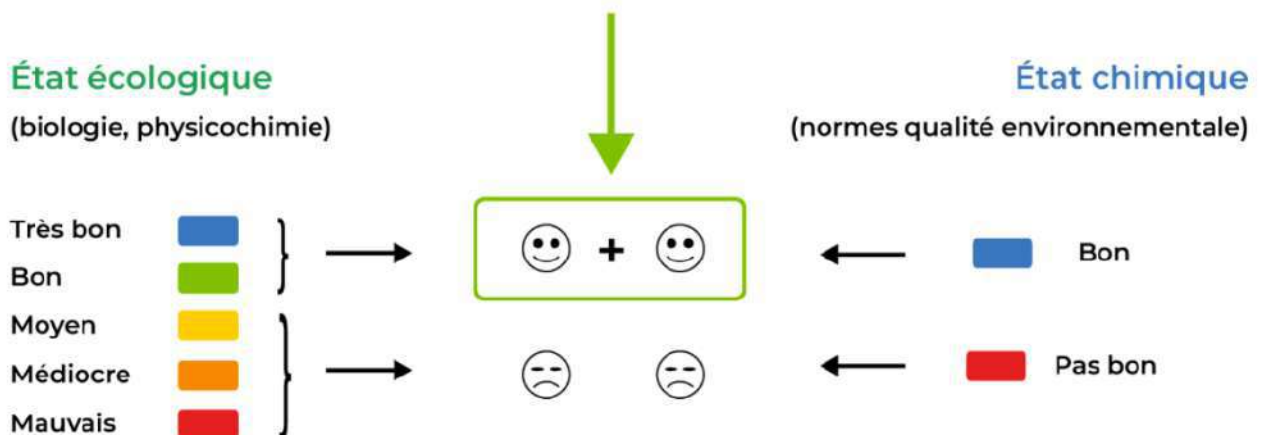 État écologique
(biologie, physicochimie)
Très bon
Bon
Moyen
Médiocre
Mauvais
+
État chimique
(normes qualité environnementale)
Bon
Pas bon